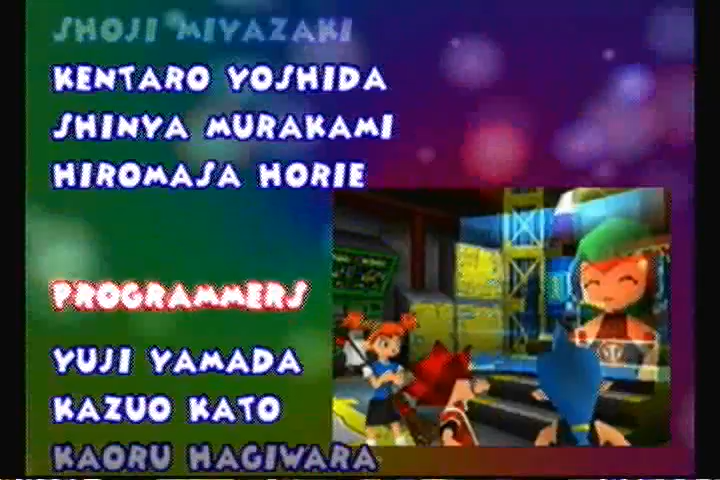 SHOJI MIYAZAKI
KENTARO YOSHIDA
SHINYA MURAKAMI
HIROMASA HORIE
PROGRAMMERS
YUJI YAMADA
KAZUO KATO
KAORU HAGIWARA